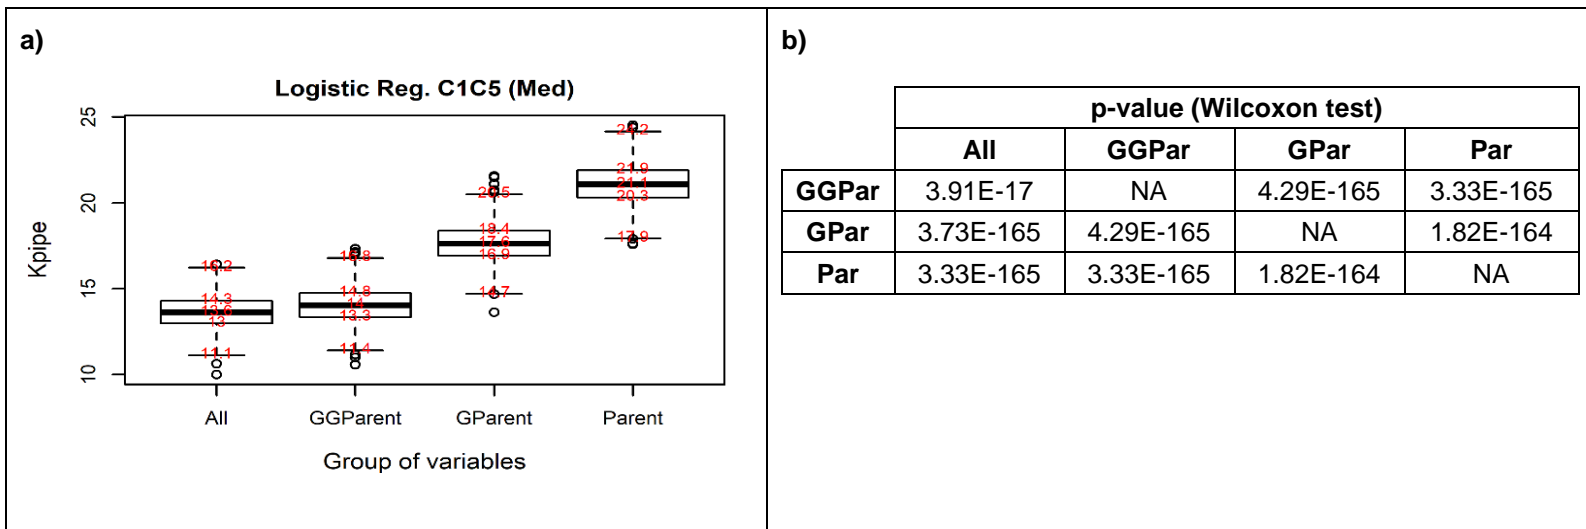 a)
Logistic Reg. C1C5 (Med)
Kpipe
25
20
15
10
16.2
14.3
13.6
13
11.1
16.8
14.8
14
13.3
11.4
20.5
18.4
17.6
16.9
14.7
24.2
21.9
21.1
20.3
17.9
All GGParent GParent Parent
Group of variables
b)
p-value (Wilcoxon test)
All GGPar GPar Par
GGPar 3.91E-17 NA 4.29E-165 3.33E-165
GPar 3.73E-165 4.29E-165 NA 1.82E-164
Par 3.33E-165 3.33E-165 1.82E-164 NA